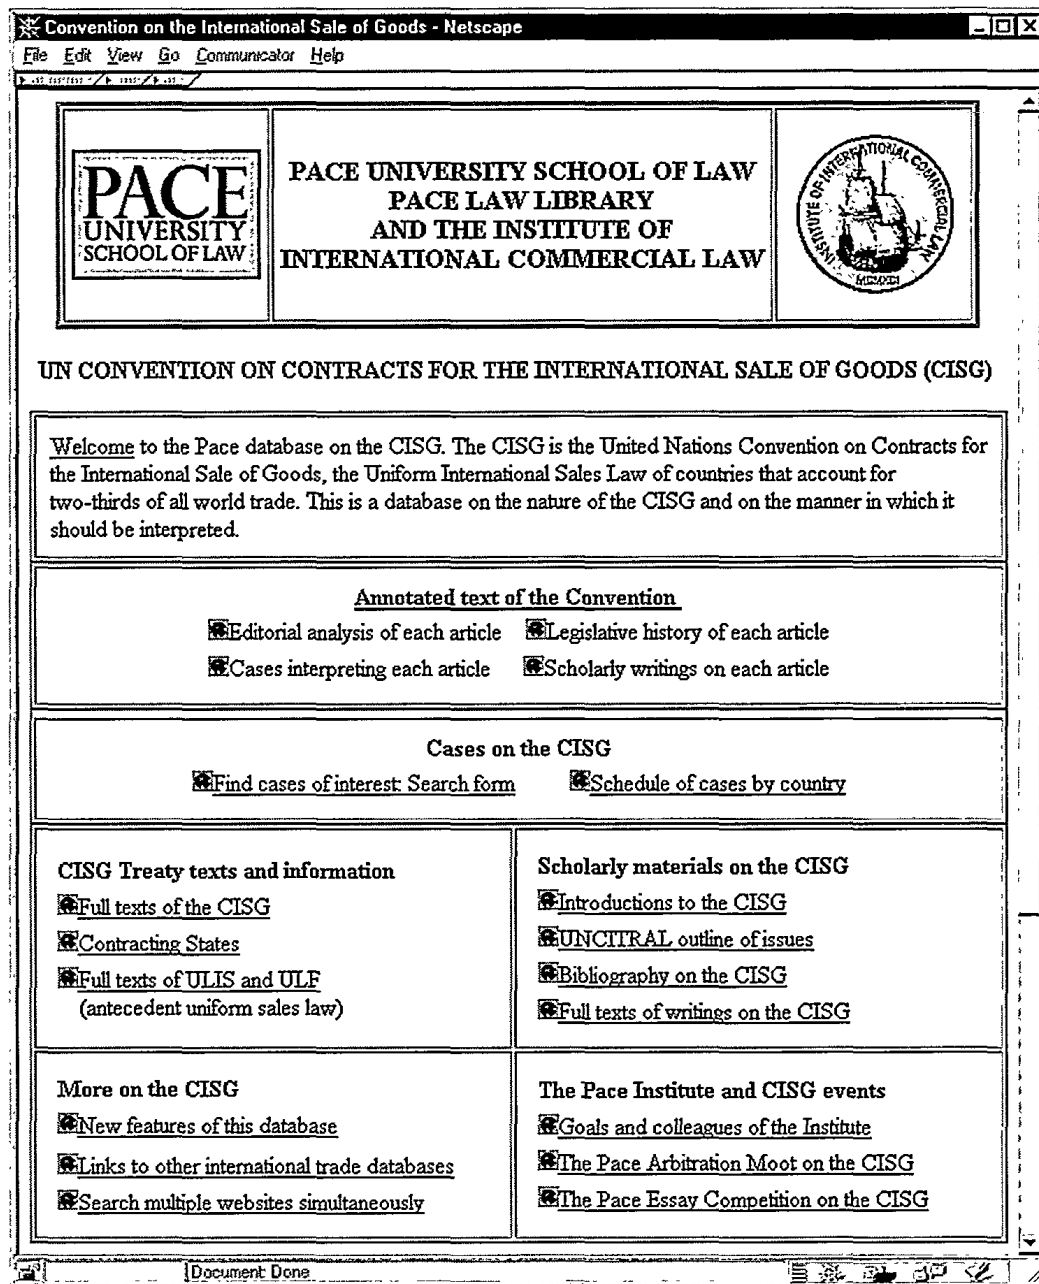 Convention on the International Sale of Goods - Netscape
File Edit View Go Communicator Help
PACE
UNIVERSITY
SCHOOL OF LAW
PACE UNIVERSITY SCHOOL OF LAW
PACE LAW LIBRARY
AND THE INSTITUTE OF
INTERNATIONAL COMMERCIAL LAW
INSTITUTE OF INTERNATIONAL COMMERCIAL LAW
MCMXCI
UN CONVENTION ON CONTRACTS FOR THE INTERNATIONAL SALE OF GOODS (CISG)
Welcome to the Pace database on the CISG. The CISG is the United Nations Convention on Contracts for
the International Sale of Goods, the Uniform International Sales Law of countries that account for
two-thirds of all world trade. This is a database on the nature of the CISG and on the manner in which it
should be interpreted.
Annotated text of the Convention
Editorial analysis of each article Legislative history of each article
Cases interpreting each article Scholarly writings on each article
Cases on the CISG
Find cases of interest: Search form Schedule of cases by country
CISG Treaty texts and information
Full texts of the CISG
Contracting States
Full texts of ULIS and ULF
(antecedent uniform sales law)
Scholarly materials on the CISG
Introductions to the CISG
UNCITRAL outline of issues
Bibliography on the CISG
Full texts of writings on the CISG
More on the CISG
New features of this database
Links to other international trade databases
Search multiple websites simultaneously
The Pace Institute and CISG events
Goals and colleagues of the Institute
The Pace Arbitration Moot on the CISG
The Pace Essay Competition on the CISG
Document: Done